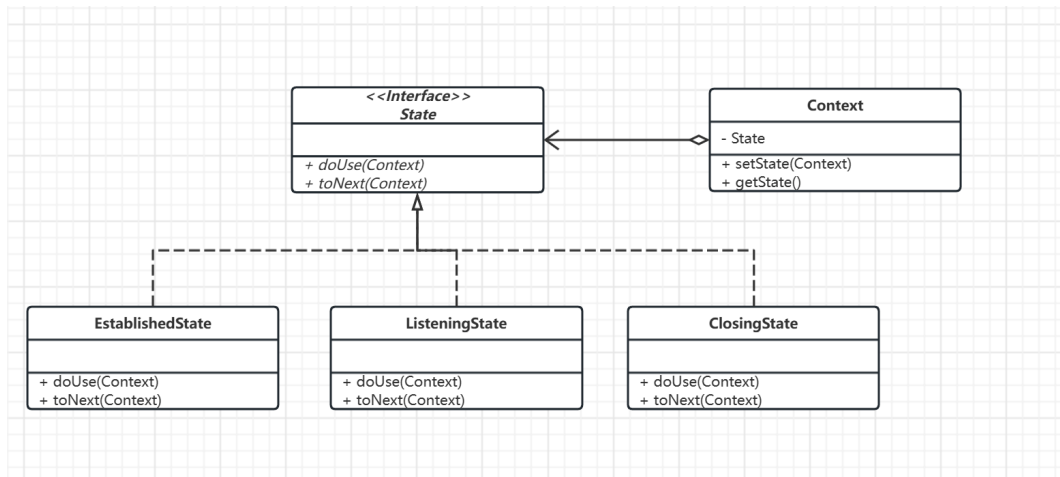 <<Interface>>
State
+ doUse(Context)
+ toNext(Context)
Context
- State
+ setState(Context)
+ getState()
EstablishedState
+ doUse(Context)
+ toNext(Context)
ListeningState
+ doUse(Context)
+ toNext(Context)
ClosingState
+ doUse(Context)
+ toNext(Context)